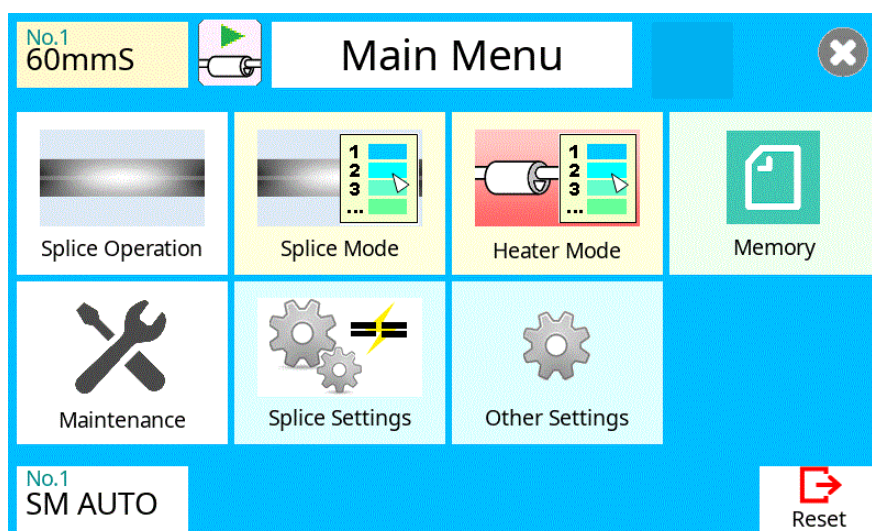 No.1
60mmS
Main Menu
1
2
3
...
1
2
3
...
Splice Operation
Splice Mode
Heater Mode
Memory
Maintenance
Splice Settings
Other Settings
No.1
SM AUTO
Reset